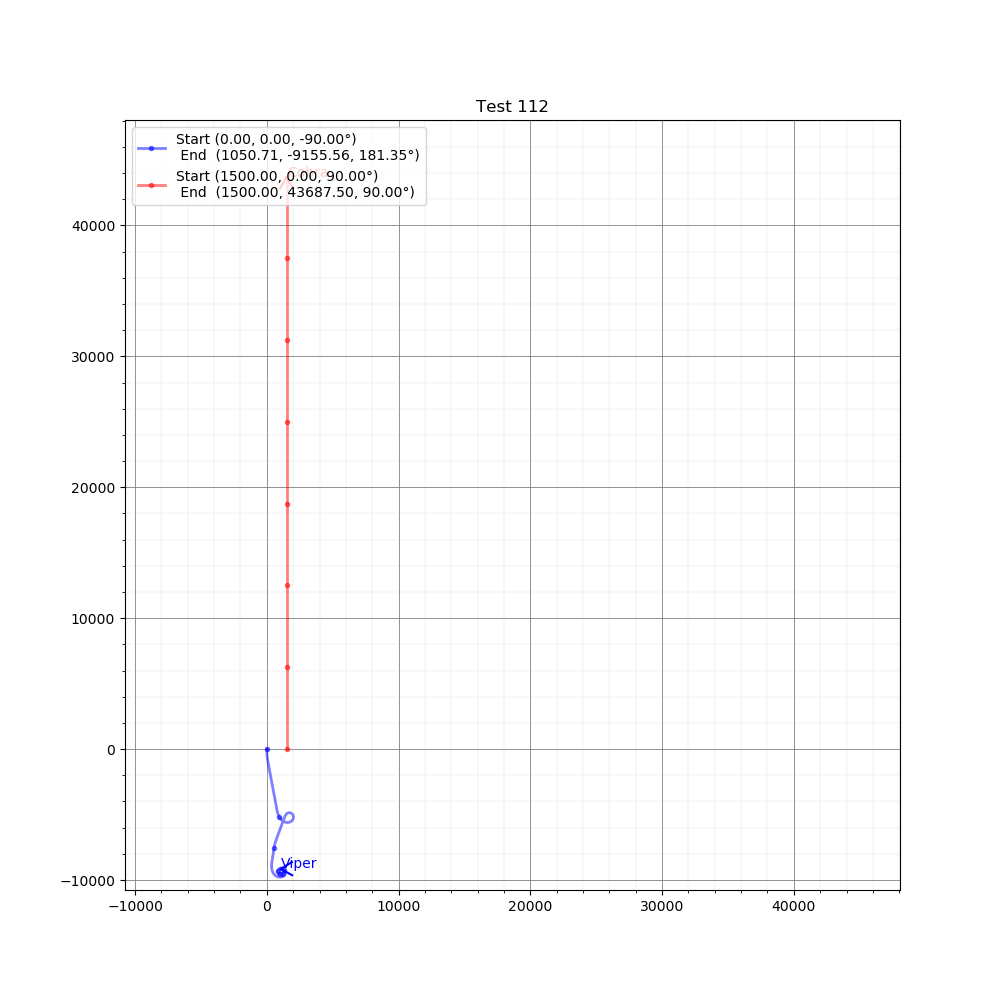 Test 112
Start (0.00, 0.00, -90.00°)
End  (1050.71, -9155.56, 181.35°)
Start (1500.00, 0.00, 90.00°)
End  (1500.00, 43687.50, 90.00°)
40000
30000
20000
10000
0
Viper
−10000
−10000
0
10000
20000
30000
40000